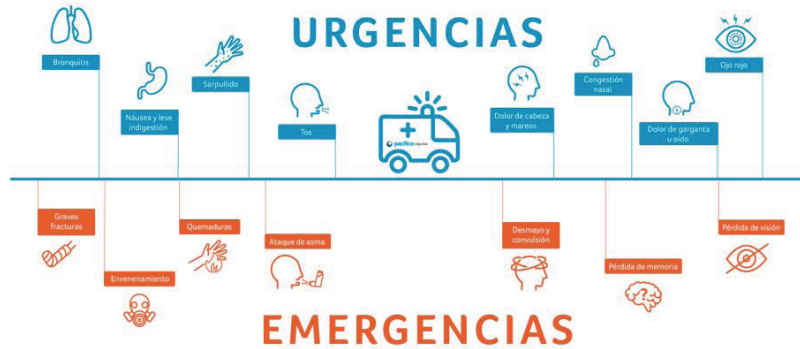 URGENCIAS
Bronquitis
Náusea y leve
indigestión
Sarpullido
Tos
pacífico seguros
Dolor de cabeza
y mareos
Congestión
nasal
Dolor de garganta
u oído
Ojo rojo
Graves
fracturas
Envenenamiento
Quemaduras
Ataque de asma
Desmayo y
convulsión
Pérdida de memoria
Pérdida de visión
EMERGENCIAS